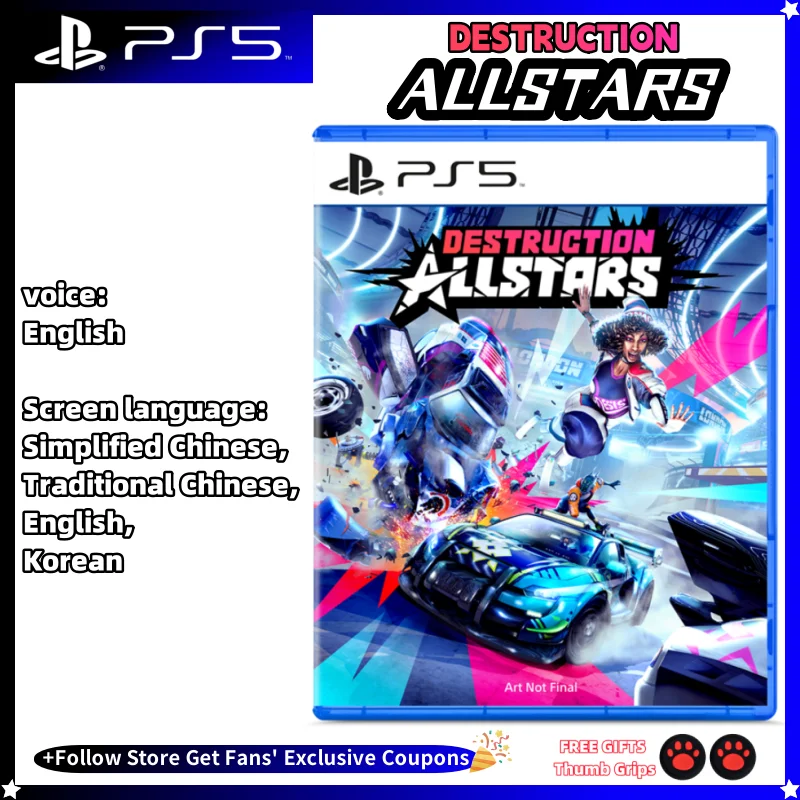 PS5
DESTRUCTION
ALLSTARS
PS5
DESTRUCTION
ALLSTARS
voice:
English
Screen language:
Simplified Chinese,
Traditional Chinese,
English,
Korean
LONDON
Art Not Final
+Follow Store Get Fans' Exclusive Coupons
FREE GIFTS
Thumb Grips